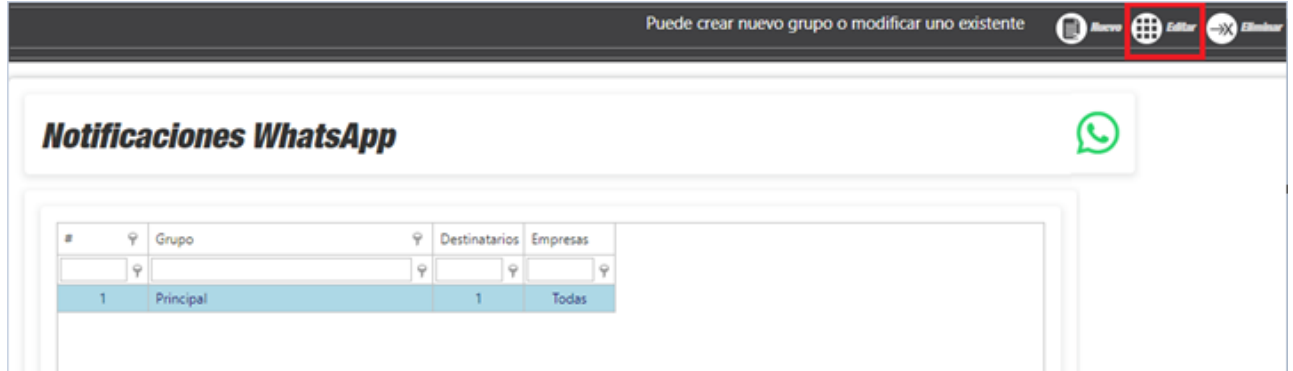 Puede crear nuevo grupo o modificar uno existente Nuevo Editar Eliminar
Notificaciones WhatsApp
# Grupo Destinatarios Empresas
1 Principal 1 Todas